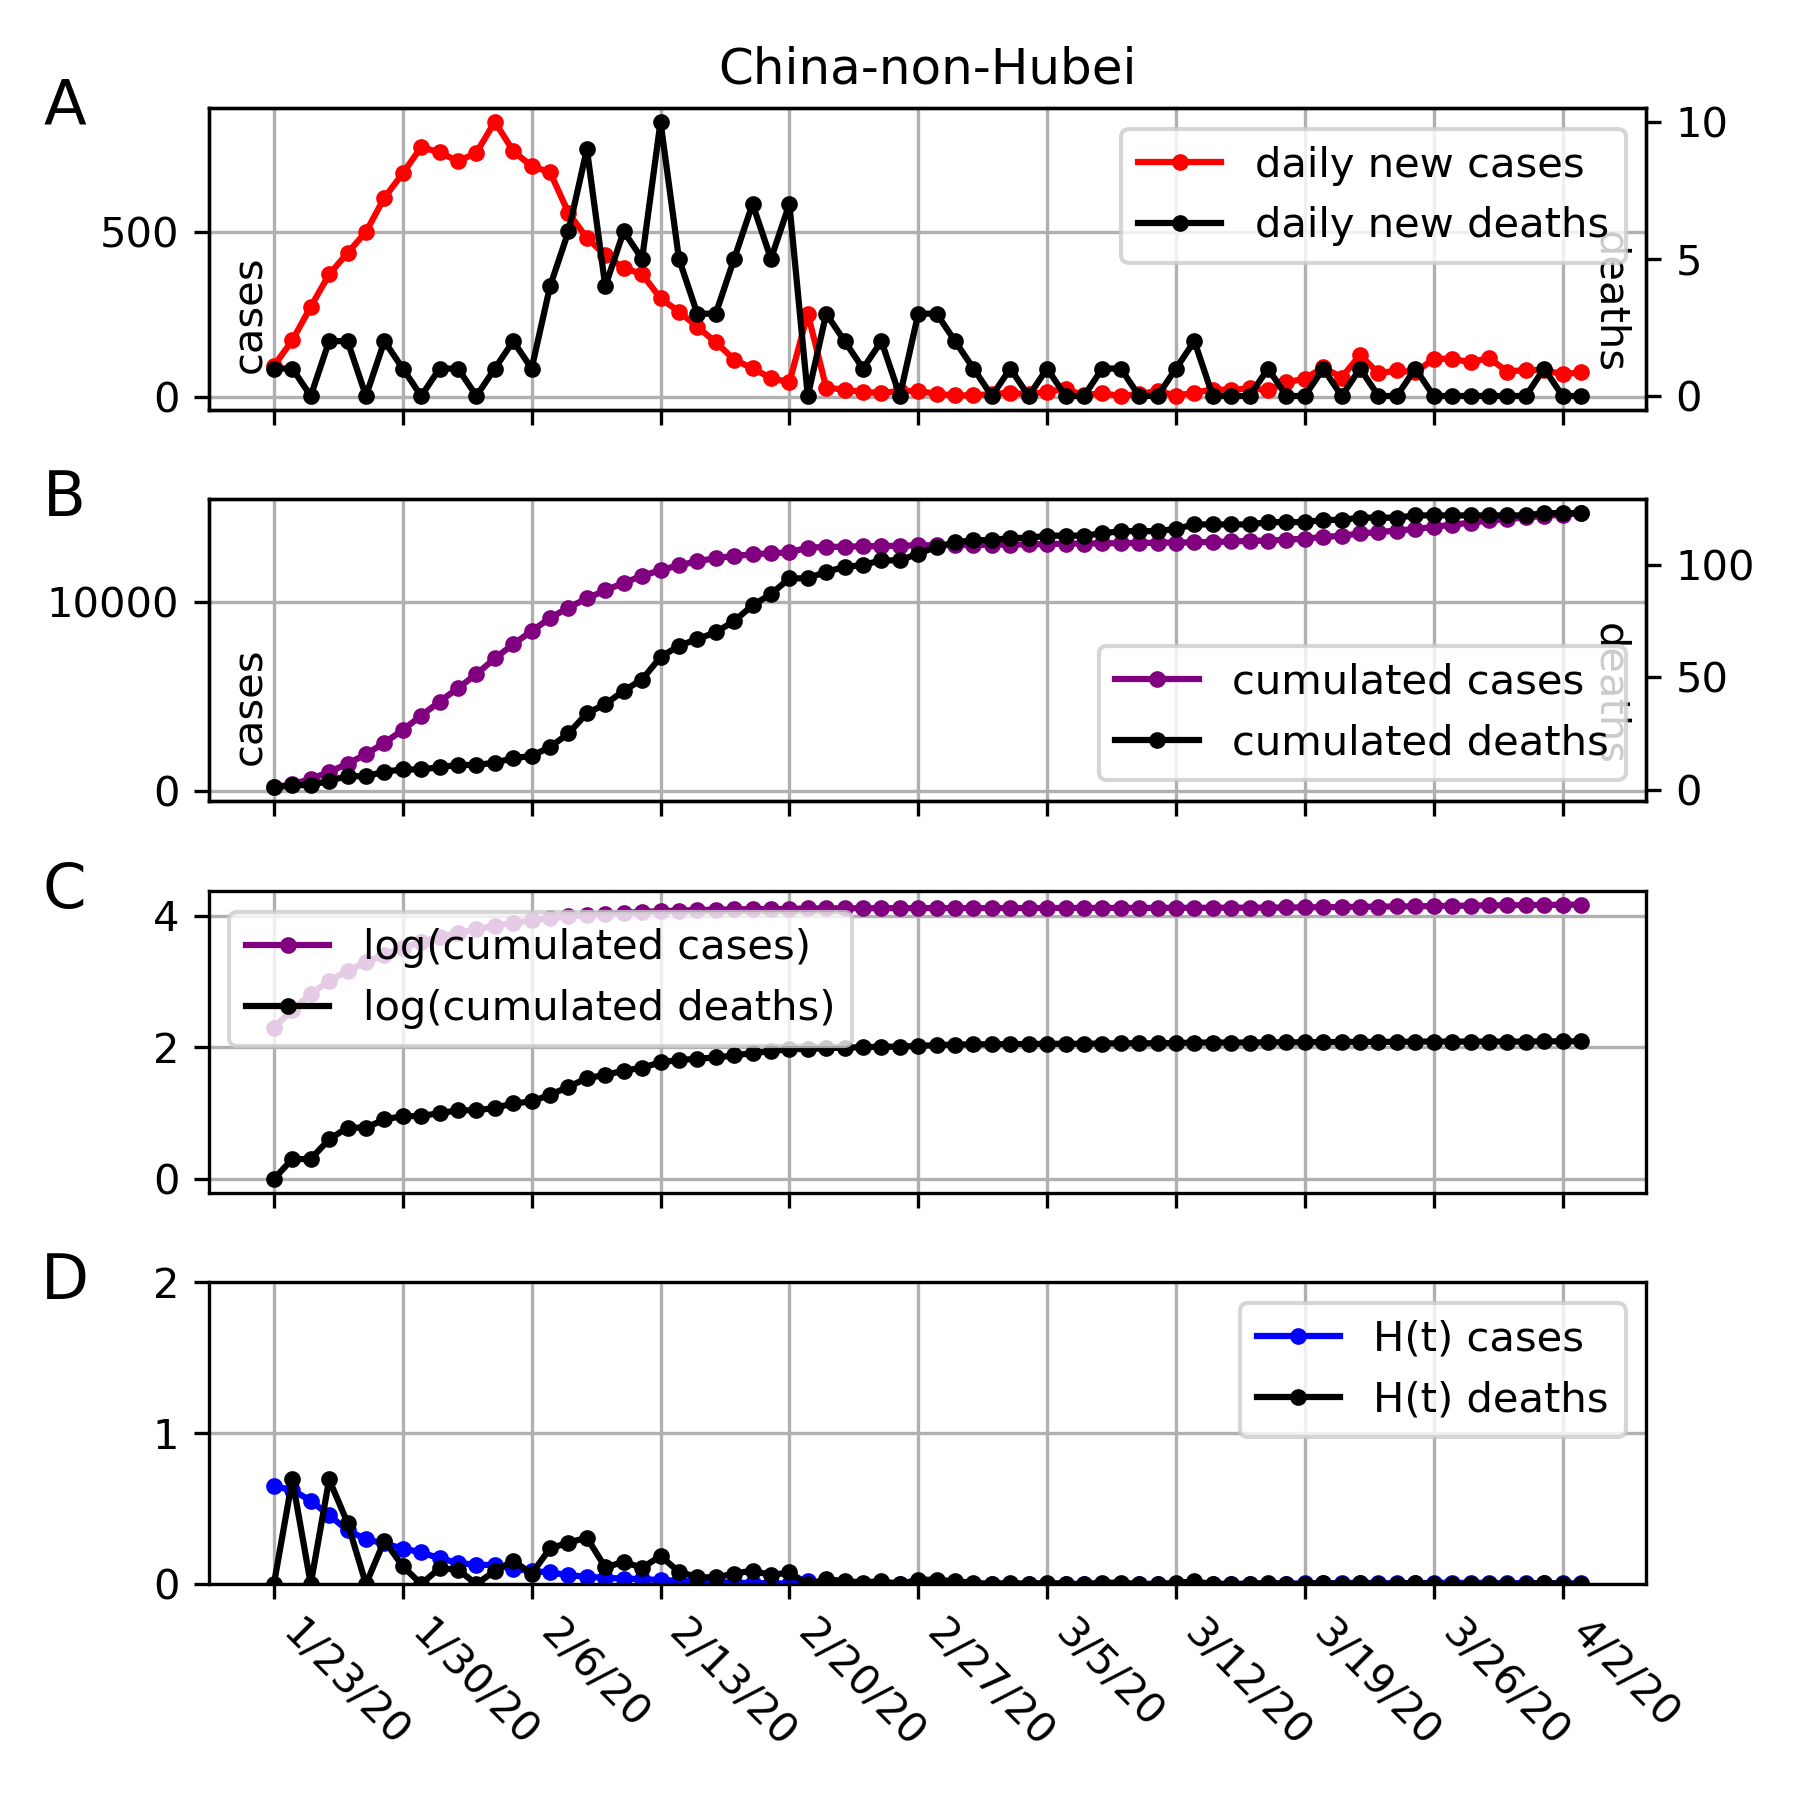 China-non-Hubei
A
500
0
cases
daily new cases
daily new deaths
deaths
10
5
0
B
10000
0
cases
cumulated cases
cumulated deaths
deaths
100
50
0
C
4
2
0
log(cumulated cases)
log(cumulated deaths)
D
2
1
0
H(t) cases
H(t) deaths
1/23/20
1/30/20
2/6/20
2/13/20
2/20/20
2/27/20
3/5/20
3/12/20
3/19/20
3/26/20
4/2/20